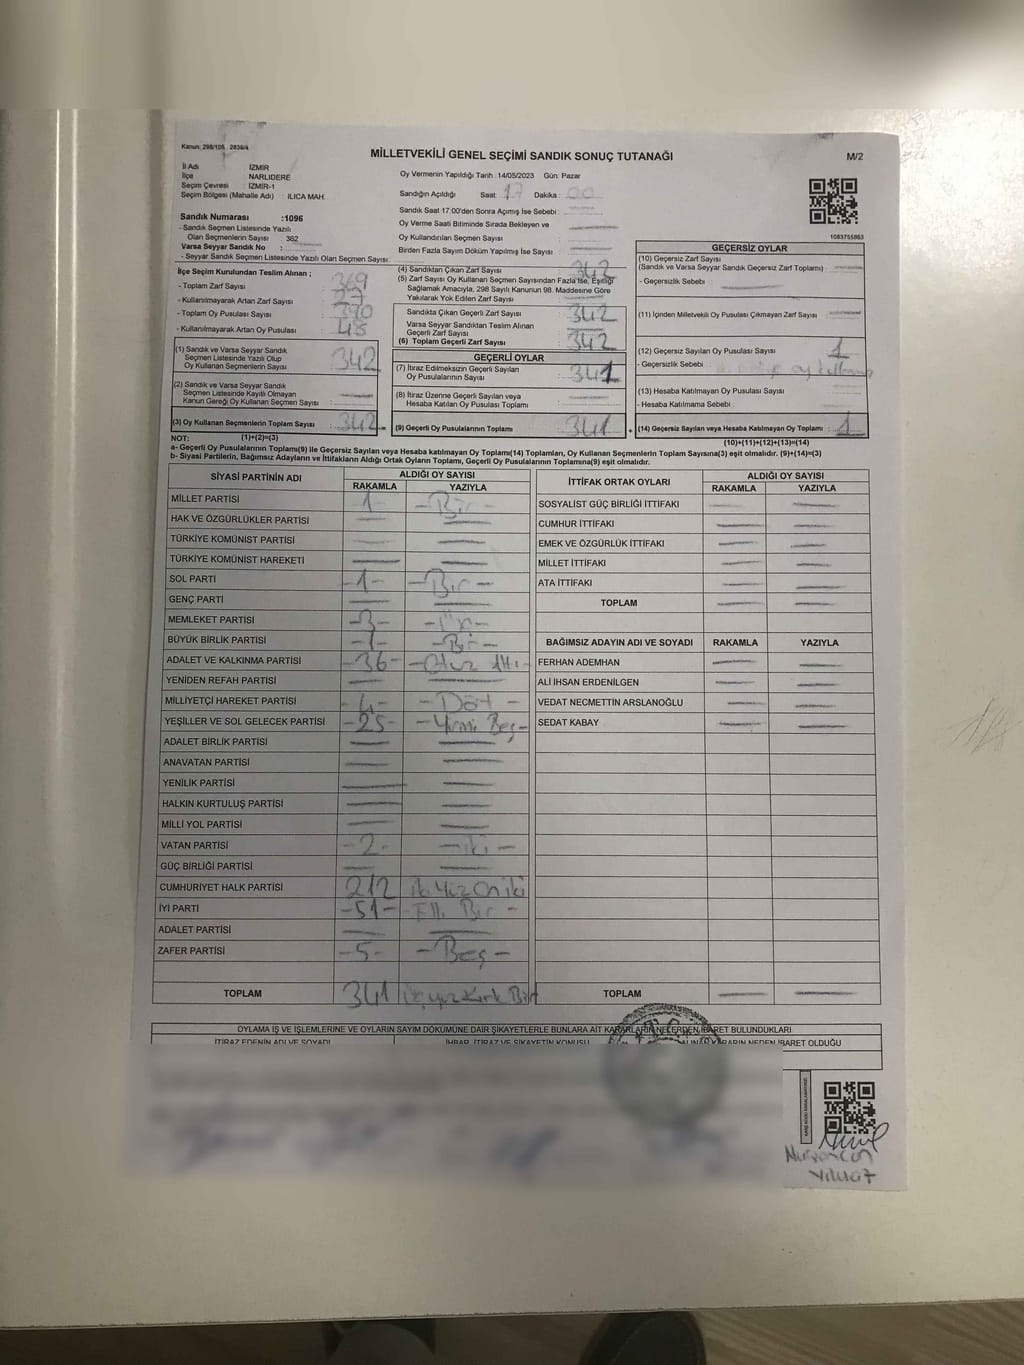 Kanun: 298/105 2839/4
MİLLETVEKİLİ GENEL SEÇİMİ SANDIK SONUÇ TUTANAĞI
M/2
İl Adı İZMİR
İlçe NARLIDERE
Seçim Çevresi : İZMİR-1
Seçim Bölgesi (Mahalle Adı) : ILICA MAH.
Sandık Numarası :1096
- Sandık Seçmen Listesinde Yazılı
Olan Seçmenlerin Sayısı : 362
Varsa Seyyar Sandık No :
- Seyyar Sandık Seçmen Listesinde Yazılı Olan Seçmen Sayısı:
Oy Vermenin Yapıldığı Tarih :14/05/2023 Gün: Pazar
Sandığın Açıldığı Saat: 17 Dakika : 00
Sandık Saat 17.00'den Sonra Açımış İse Sebebi :
Oy Verme Saati Bitiminde Sırada Bekleyen ve
Oy Kullandırılan Seçmen Sayısı :
Birden Fazla Sayım Döküm Yapılmış İse Sayısı :
1083755863
İlçe Seçim Kurulundan Teslim Alınan ;
- Toplam Zarf Sayısı : 369
- Kullanılmayarak Artan Zarf Sayısı : 27
- Toplam Oy Pusulası Sayısı : 390
- Kullanılmayarak Artan Oy Pusulası : 48
(1) Sandık ve Varsa Seyyar Sandık
Seçmen Listesinde Yazılı Olup
Oy Kullanan Seçmenlerin Sayısı : 342
(2) Sandık ve Varsa Seyyar Sandık
Seçmen Listesinde Kayıtlı Olmayan
Kanun Gereği Oy Kullanan Seçmen Sayısı :
(3) Oy Kullanan Seçmenlerin Toplam Sayısı : 342
(4) Sandıktan Çıkan Zarf Sayısı : 342
(5) Zarf Sayısı Oy Kullanan Seçmen Sayısından Fazla İse, Eşitliği
Sağlamak Amacıyla; 298 Sayılı Kanunun 98. Maddesine Göre
Yakılarak Yok Edilen Zarf Sayısı :
Sandıkta Çıkan Geçerli Zarf Sayısı : 342
Varsa Seyyar Sandıktan Teslim Alınan
Geçerli Zarf Sayısı :
(6) Toplam Geçerli Zarf Sayısı : 342
GEÇERLİ OYLAR
(7) İtiraz Edilmeksizin Geçerli Sayılan
Oy Pusulalarının Sayısı : 341
(8) İtiraz Üzerine Geçerli Sayılan veya
Hesaba Katılan Oy Pusulası Toplamı :
(9) Geçerli Oy Pusulalarının Toplamı : 341
GEÇERSİZ OYLAR
(10) Geçersiz Zarf Sayısı
(Sandık ve Varsa Seyyar Sandık Geçersiz Zarf Toplamı) :
- Geçersizlik Sebebi :
(11) İçinden Milletvekili Oy Pusulası Çıkmayan Zarf Sayısı :
(12) Geçersiz Sayılan Oy Pusulası Sayısı : 1
- Geçersizlik Sebebi : oy kullanma
(13) Hesaba Katılmayan Oy Pusulası Sayısı :
- Hesaba Katılmama Sebebi :
(14) Geçersiz Sayılan veya Hesaba Katılmayan Oy Toplamı : 1
NOT: (1)+(2)=(3)
(10)+(11)+(12)+(13)=(14)
a- Geçerli Oy Pusulalarının Toplamı(9) ile Geçersiz Sayılan veya Hesaba katılmayan Oy Toplamı(14) Toplamları, Oy Kullanan Seçmenlerin Toplam Sayısına(3) eşit olmalıdır. (9)+(14)=(3)
b- Siyasi Partilerin, Bağımsız Adayların ve İttifakların Aldığı Ortak Oyların Toplamı, Geçerli Oy Pusulalarının Toplamına(9) eşit olmalıdır.
SİYASİ PARTİNİN ADI ALDIĞI OY SAYISI
RAKAMLA YAZIYLA
MİLLET PARTİSİ 1 - Bir -
HAK VE ÖZGÜRLÜKLER PARTİSİ
TÜRKİYE KOMÜNİST PARTİSİ
TÜRKİYE KOMÜNİST HAREKETİ
SOL PARTİ -1- - Bir -
GENÇ PARTİ
MEMLEKET PARTİSİ -3- - Üç -
BÜYÜK BİRLİK PARTİSİ -1- - Bir -
ADALET VE KALKINMA PARTİSİ -36- - Otuz Altı -
YENİDEN REFAH PARTİSİ
MİLLİYETÇİ HAREKET PARTİSİ -4- - Dört -
YEŞİLLER VE SOL GELECEK PARTİSİ -25- - Yirmi Beş -
ADALET BİRLİK PARTİSİ
ANAVATAN PARTİSİ
YENİLİK PARTİSİ
HALKIN KURTULUŞ PARTİSİ
MİLLİ YOL PARTİSİ
VATAN PARTİSİ -2- - iki -
GÜÇ BİRLİĞİ PARTİSİ
CUMHURİYET HALK PARTİSİ 212 iki Yüz On iki
İYİ PARTİ -51- - Elli Bir -
ADALET PARTİSİ
ZAFER PARTİSİ -5- - Beş -
TOPLAM 341 Üç yüz Kırk Bir
İTTİFAK ORTAK OYLARI ALDIĞI OY SAYISI
RAKAMLA YAZIYLA
SOSYALİST GÜÇ BİRLİĞİ İTTİFAKI
CUMHUR İTTİFAKI
EMEK VE ÖZGÜRLÜK İTTİFAKI
MİLLET İTTİFAKI
ATA İTTİFAKI
TOPLAM
BAĞIMSIZ ADAYIN ADI VE SOYADI RAKAMLA YAZIYLA
FERHAN ADEMHAN
ALİ İHSAN ERDENİLGEN
VEDAT NECMETTİN ARSLANOĞLU
SEDAT KABAY
TOPLAM
OYLAMA İŞ VE İŞLEMLERİNE VE OYLARIN SAYIM DÖKÜMÜNE DAİR ŞİKAYETLERLE BUNLARA AİT KARARLARIN NELERDEN İBARET BULUNDUKLARI
İTİRAZ EDENİN ADI VE SOYADI İHBAR, İTİRAZ VE ŞİKAYETİN KONUSU KARARIN NEDEN İBARET OLDUĞU
Nurşancan
Yılmaz